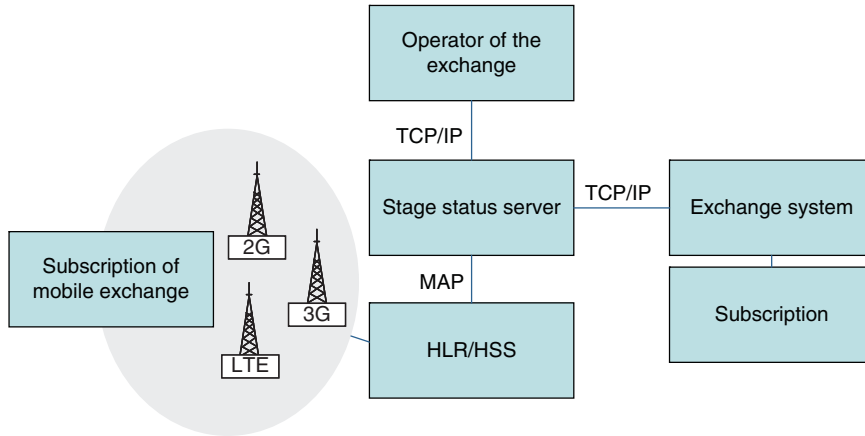 Operator of the
exchange
TCP/IP
Stage status server
TCP/IP
Exchange system
2G
Subscription of
mobile exchange
3G
MAP
Subscription
LTE
HLR/HSS